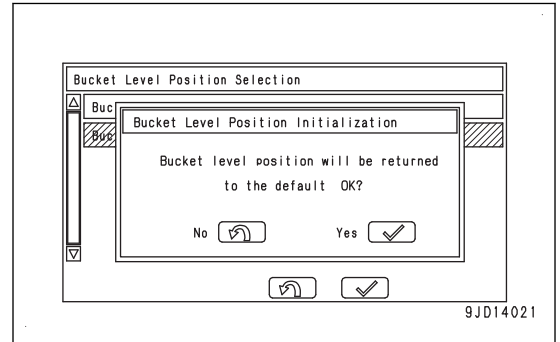 Bucket Level Position Selection
Buc
Buc
Bucket Level Position Initialization
Bucket level position will be returned
to the default OK?
No Yes
9JD14021